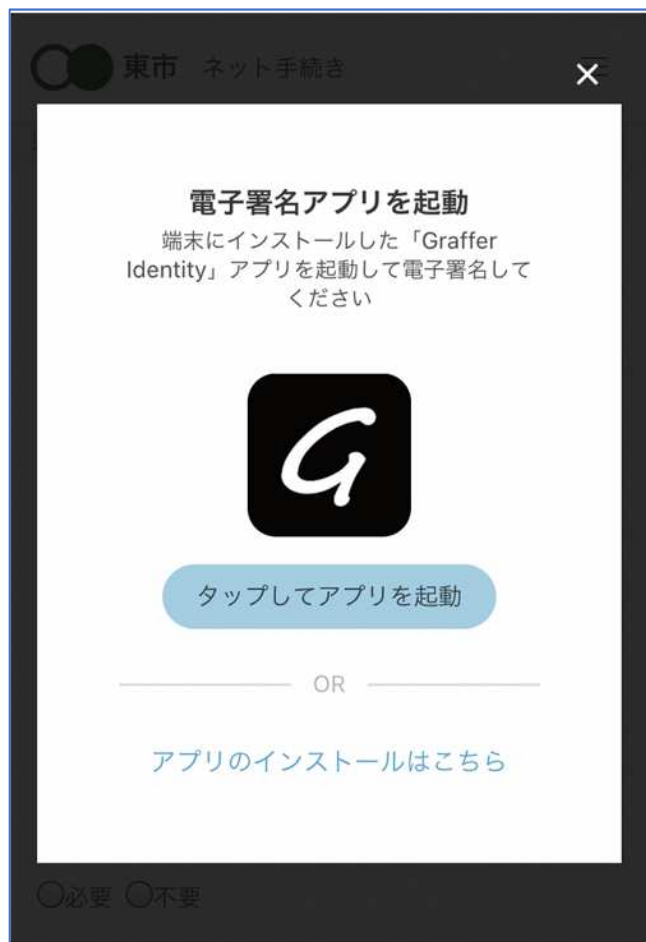 東市 ネット手続き
×
電子署名アプリを起動
端末にインストールした「Graffer
Identity」アプリを起動して電子署名して
ください
G
タップしてアプリを起動
OR
アプリのインストールはこちら
○必要 ○不要